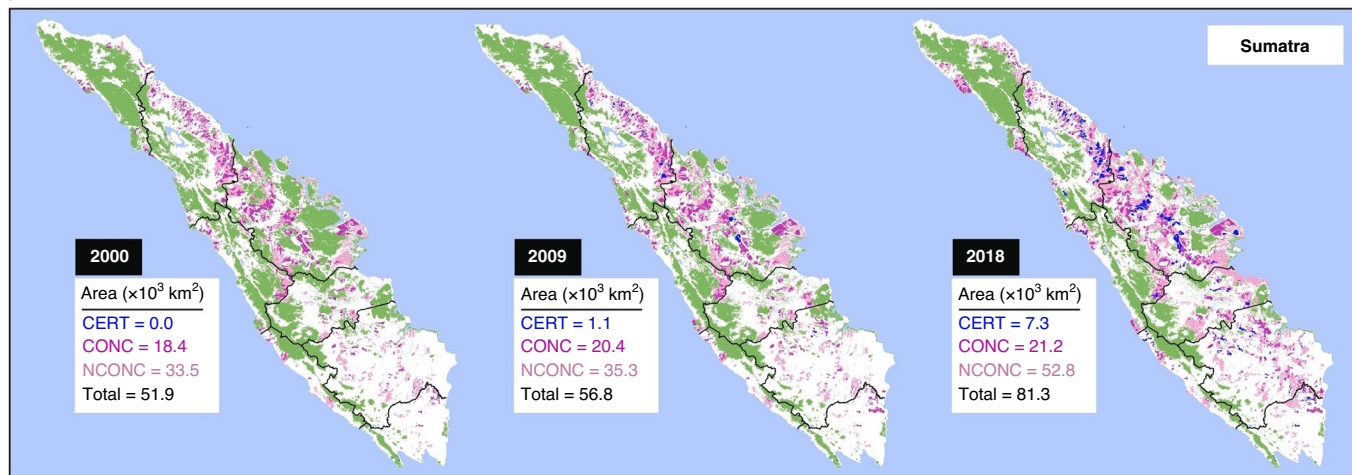 Sumatra
2000
Area (×10³ km²)
CERT = 0.0
CONC = 18.4
NCONC = 33.5
Total = 51.9
2009
Area (×10³ km²)
CERT = 1.1
CONC = 20.4
NCONC = 35.3
Total = 56.8
2018
Area (×10³ km²)
CERT = 7.3
CONC = 21.2
NCONC = 52.8
Total = 81.3